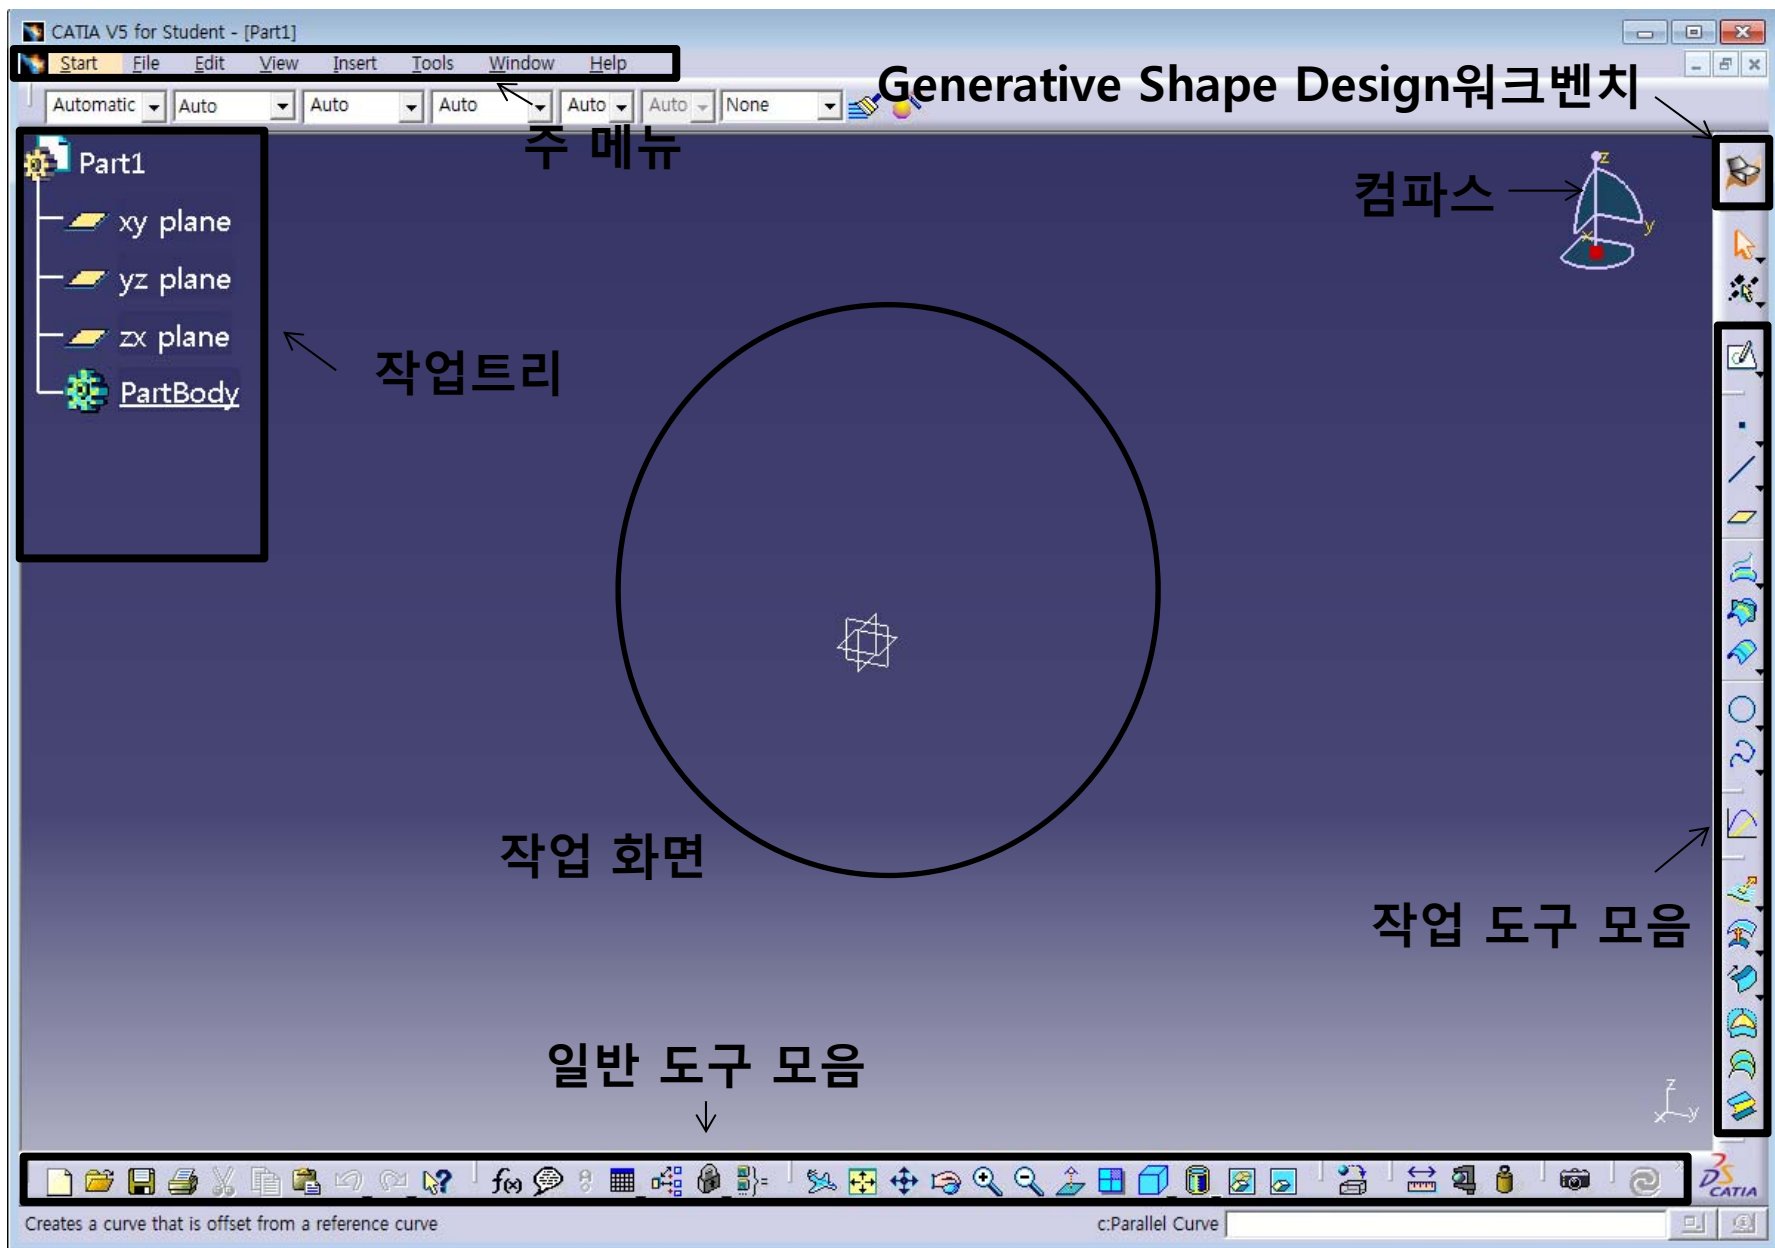 CATIA V5 for Student - [Part1]
Start File Edit View Insert Tools Window Help
Generative Shape Design워크벤치
Automatic Auto Auto Auto Auto Auto None
주 메뉴
Part1
xy plane
yz plane
zx plane
PartBody
작업트리
컴파스
z
y
x
작업 화면
작업 도구 모음
일반 도구 모음
z
x y
f(x)
CATIA
Creates a curve that is offset from a reference curve
c:Parallel Curve